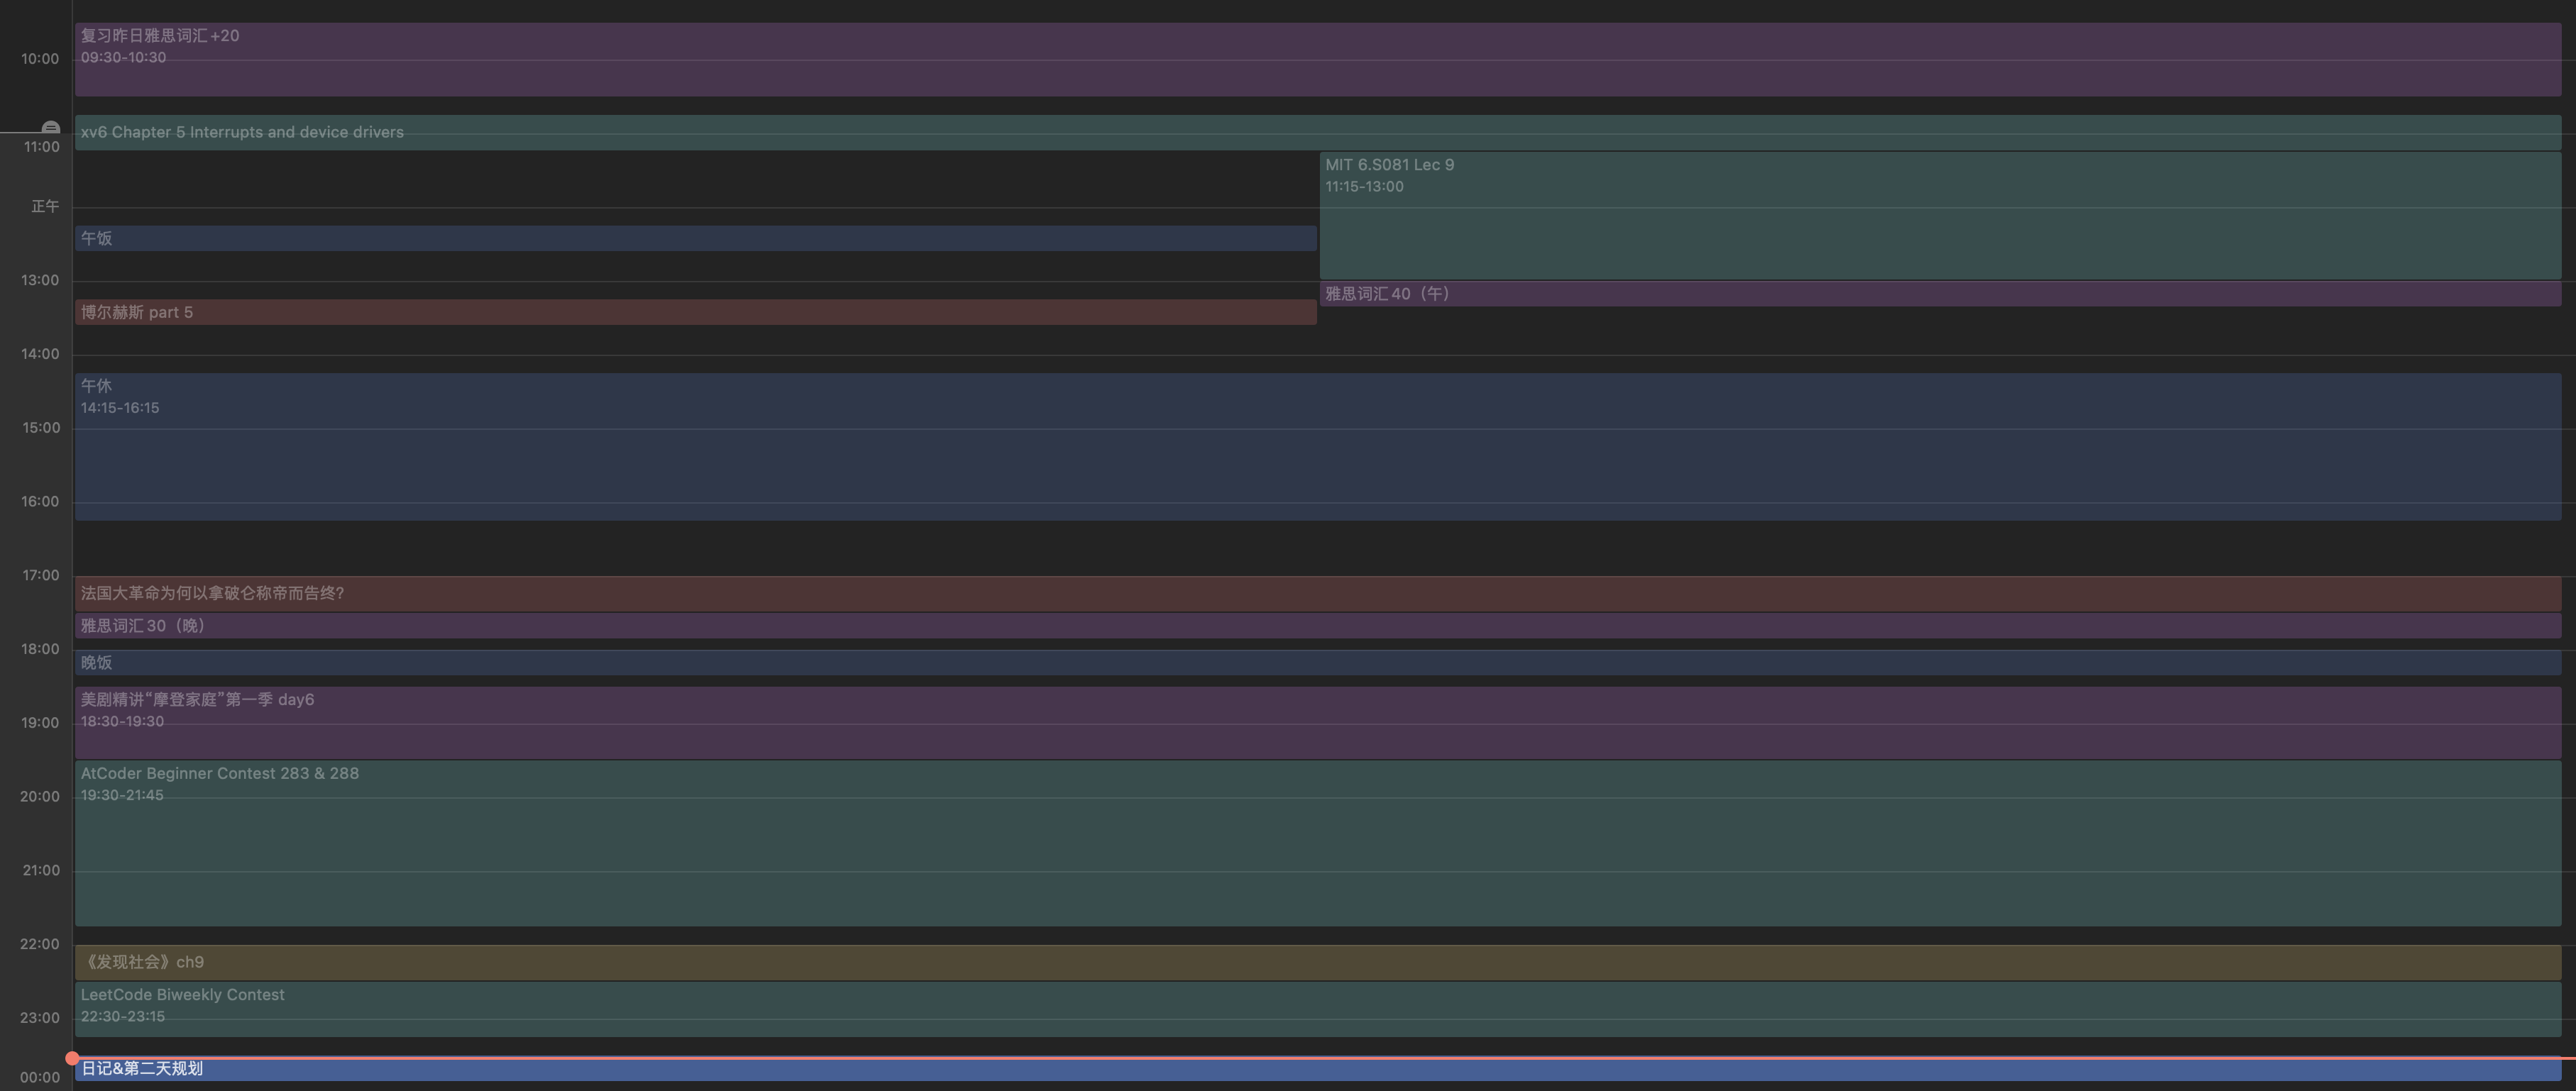 复习昨日雅思词汇+20
09:30-10:30
10:00
xv6 Chapter 5 Interrupts and device drivers
11:00
MIT 6.S081 Lec 9
11:15-13:00
正午
午饭
13:00
雅思词汇40（午）
博尔赫斯 part 5
14:00
午休
14:15-16:15
15:00
16:00
17:00
法国大革命为何以拿破仑称帝而告终?
雅思词汇30（晚）
18:00
晚饭
美剧精讲“摩登家庭”第一季 day6
18:30-19:30
19:00
AtCoder Beginner Contest 283 & 288
19:30-21:45
20:00
21:00
22:00
《发现社会》ch9
LeetCode Biweekly Contest
22:30-23:15
23:00
日记&第二天规划
00:00